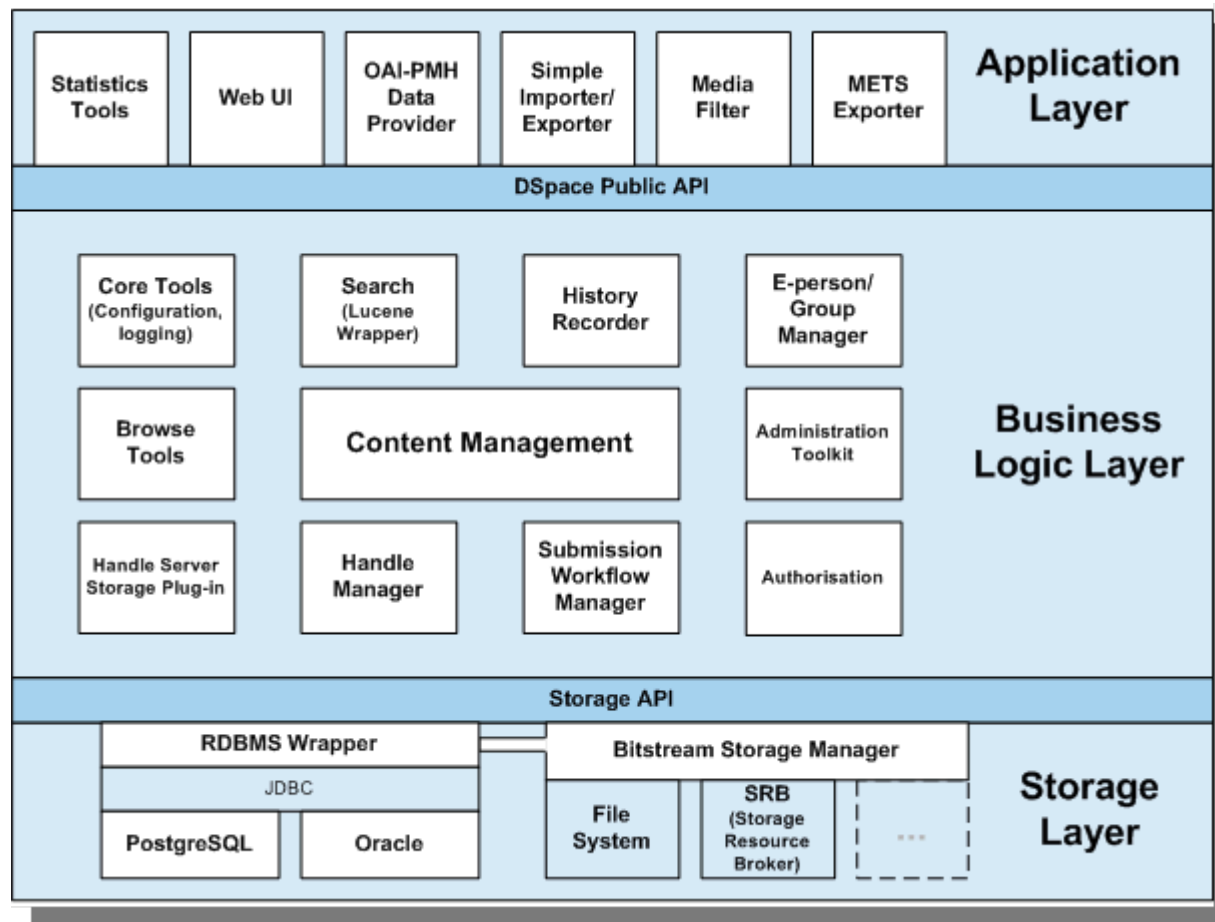 Statistics
Tools
Web UI
OAI-PMH
Data
Provider
Simple
Importer/
Exporter
Media
Filter
METS
Exporter
Application
Layer
DSpace Public API
Core Tools
(Configuration,
logging)
Search
(Lucene
Wrapper)
History
Recorder
E-person/
Group
Manager
Browse
Tools
Content Management
Administration
Toolkit
Business
Logic Layer
Handle Server
Storage Plug-in
Handle
Manager
Submission
Workflow
Manager
Authorisation
Storage API
RDBMS Wrapper
JDBC
PostgreSQL
Oracle
Bitstream Storage Manager
File
System
SRB
(Storage
Resource
Broker)
...
Storage
Layer